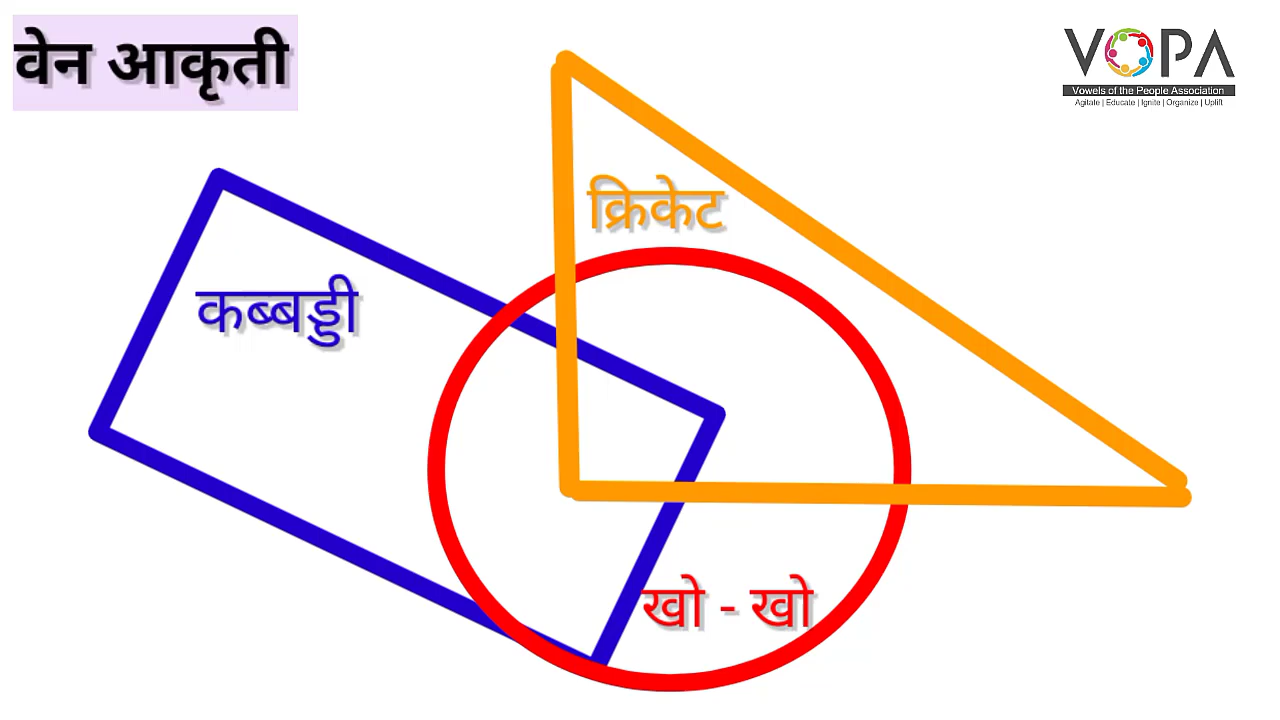 वेन आकृती
VOPA
Vowels of the People Association
Agitate | Educate | Ignite | Organize | Uplift
क्रिकेट
कब्बड्डी
खो - खो